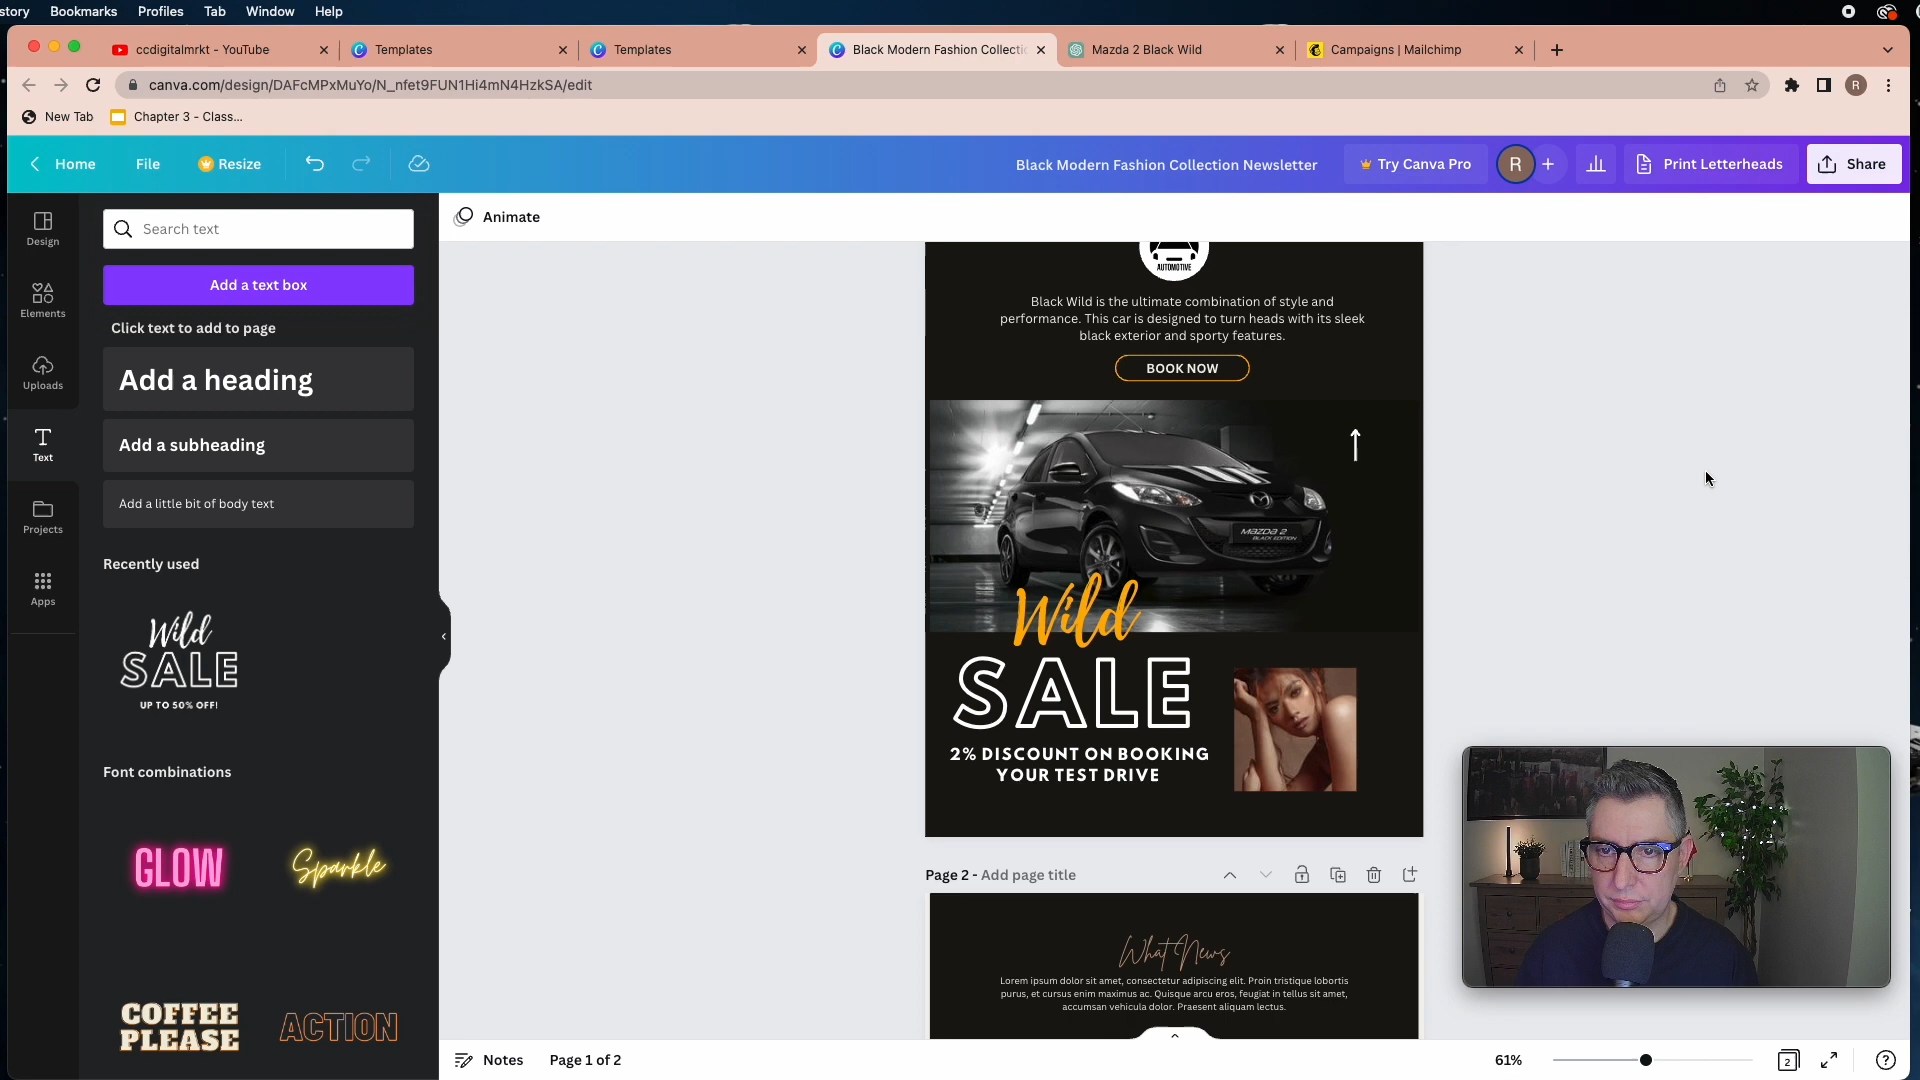 story Bookmarks Profiles Tab Window Help
ccdigitalmrkt - YouTube
Templates
Templates
Black Modern Fashion Collectic
Mazda 2 Black Wild
Campaigns | Mailchimp
canva.com/design/DAFcMPxMuYo/N_nfet9FUN1Hi4mN4HzkSA/edit
R
New Tab
Chapter 3 - Class...
Home
File
Resize
Black Modern Fashion Collection Newsletter
Try Canva Pro
R
Print Letterheads
Share
Design
Elements
Uploads
Text
Projects
Apps
Search text
Add a text box
Click text to add to page
Add a heading
Add a subheading
Add a little bit of body text
Recently used
Wild
SALE
UP TO 50% OFF!
Font combinations
GLOW
Sparkle
COFFEE
PLEASE
ACTION
Animate
AUTOMOTIVE
Black Wild is the ultimate combination of style and
performance. This car is designed to turn heads with its sleek
black exterior and sporty features.
BOOK NOW
MAZDA 2
BLACK EDITION
Wild
SALE
2% DISCOUNT ON BOOKING
YOUR TEST DRIVE
Page 2 - Add page title
What News
Lorem ipsum dolor sit amet, consectetur adipiscing elit. Proin tristique lobortis
purus, et cursus enim maximus ac. Quisque arcu eros, feugiat in tellus sit amet,
accumsan vehicula dolor. Praesent aliquam lectus.
Notes
Page 1 of 2
61%
2
?